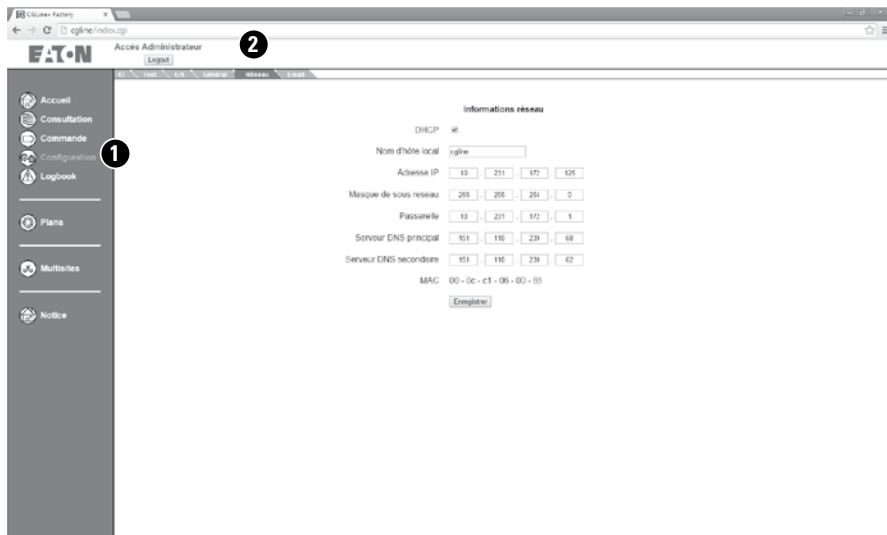 CGLine+ Factory
cgline/index.cgi
EATON
Accès Administrateur
Logout
2
Général
Réseau
Email
Accueil
Consultation
Commande
Configuration
1
Logbook
Plans
Multisites
Notice
Informations réseau
DHCP
Nom d'hôte local cgline
Adresse IP 10 . 231 . 172 . 125
Masque de sous reseau 255 . 255 . 254 . 0
Passerelle 10 . 231 . 172 . 1
Serveur DNS principal 151 . 110 . 239 .
Serveur DNS secondaire 151 . 110 . 239 . 62
MAC 00 - 0c - c1 - 06 - 00 -
Enregistrer